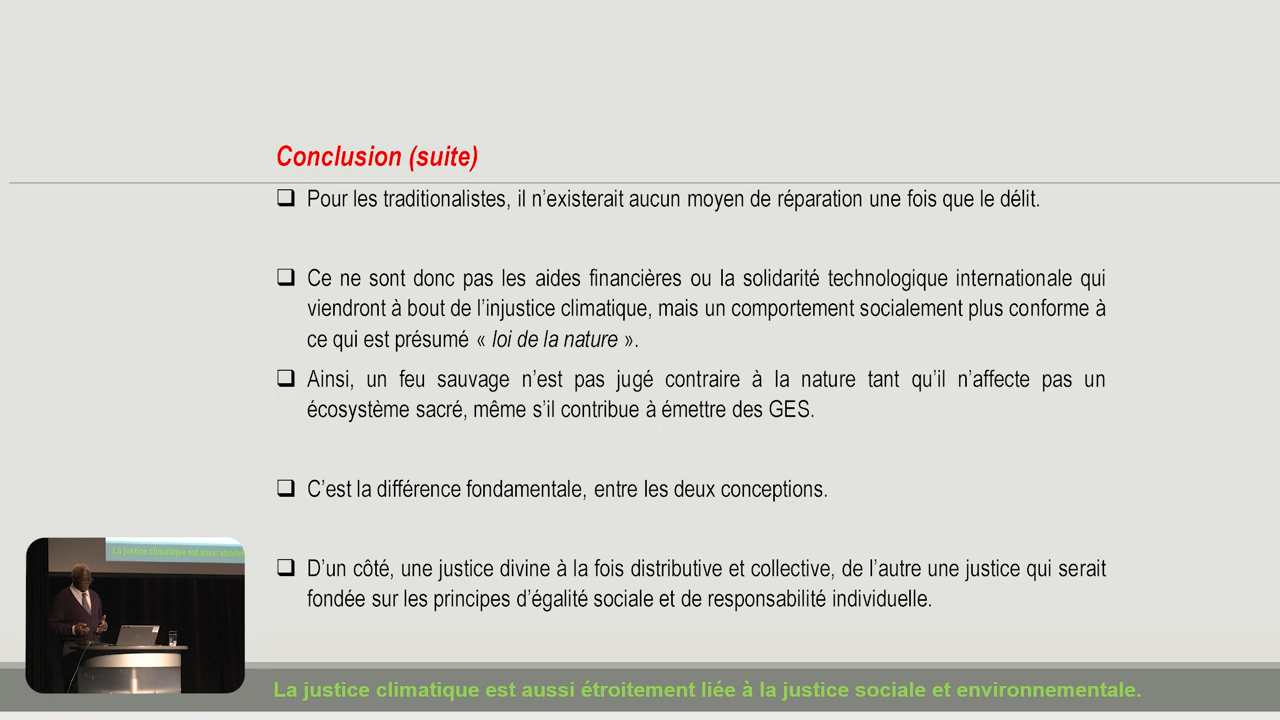 Conclusion (suite)
❑ Pour les traditionalistes, il n’existerait aucun moyen de réparation une fois que le délit.
❑ Ce ne sont donc pas les aides financières ou la solidarité technologique internationale qui
viendront à bout de l’injustice climatique, mais un comportement socialement plus conforme à
ce qui est présumé « loi de la nature ».
❑ Ainsi, un feu sauvage n’est pas jugé contraire à la nature tant qu’il n’affecte pas un
écosystème sacré, même s’il contribue à émettre des GES.
❑ C’est la différence fondamentale, entre les deux conceptions.
❑ D’un côté, une justice divine à la fois distributive et collective, de l’autre une justice qui serait
fondée sur les principes d’égalité sociale et de responsabilité individuelle.
La justice climatique est aussi étroite
La justice climatique est aussi étroitement liée à la justice sociale et environnementale.